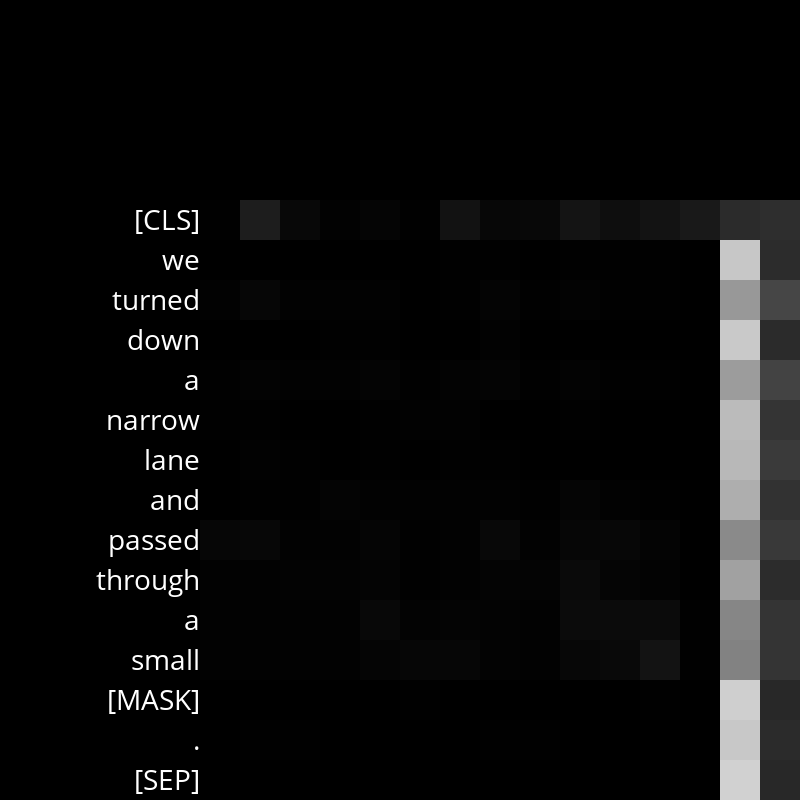 [CLS]
we
turned
down
a
narrow
lane
and
passed
through
a
small
[MASK]
.
[SEP]